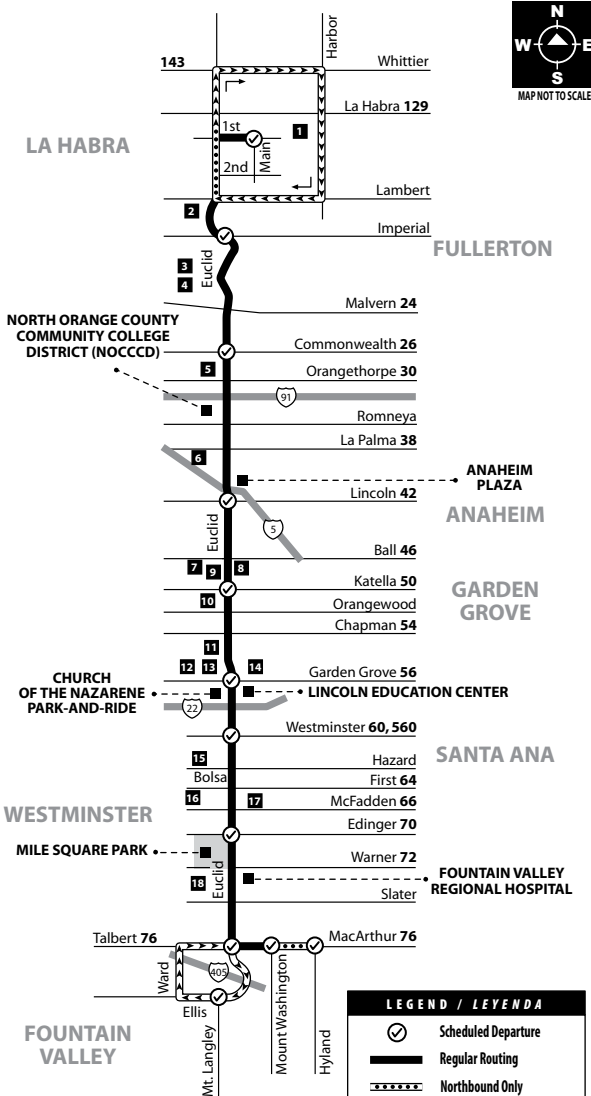 N
W E
S
MAP NOT TO SCALE
Harbor
143
Whittier
La Habra 129
1st
1
Main
2nd
LA HABRA
Lambert
2
Imperial
FULLERTON
3
4
Euclid
Malvern 24
NORTH ORANGE COUNTY
COMMUNITY COLLEGE
DISTRICT (NOCCCD)
Commonwealth 26
5
Orangethorpe 30
91
Romneya
La Palma 38
6
ANAHEIM
PLAZA
Lincoln 42
ANAHEIM
Euclid
5
Ball 46
7
9
8
Katella 50
GARDEN
GROVE
10
Orangewood
Chapman 54
11
12
13
14
Garden Grove 56
CHURCH
OF THE NAZARENE
PARK-AND-RIDE
LINCOLN EDUCATION CENTER
22
Westminster 60, 560
SANTA ANA
15
Hazard
Bolsa
First 64
16
17
McFadden 66
WESTMINSTER
Edinger 70
MILE SQUARE PARK
Warner 72
Euclid
18
FOUNTAIN VALLEY
REGIONAL HOSPITAL
Slater
Talbert 76
MacArthur 76
Ward
405
Ellis
Mt. Langley
Mount Washington
Hyland
FOUNTAIN
VALLEY
LEGEND / LEYENDA
Scheduled Departure
Regular Routing
Northbound Only